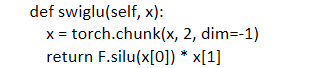 def swiglu(self, x):
x = torch.chunk(x, 2, dim=-1)
return F.silu(x[0]) * x[1]